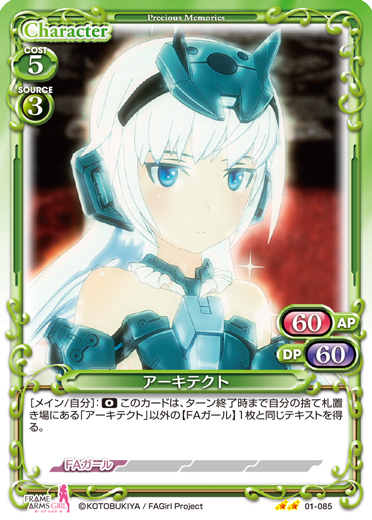 Precious Memories
Character
COST
5
SOURCE
3
60 AP
DP 60
アーキテクト
[メイン/自分]:0このカードは、ターン終了時まで自分の捨て札置
き場にある「アーキテクト」以外の【FAガール】1枚と同じテキストを得
る。
FAガール
FRAME
ARMS GIRL
©KOTOBUKIYA / FAGirl Project
01-085